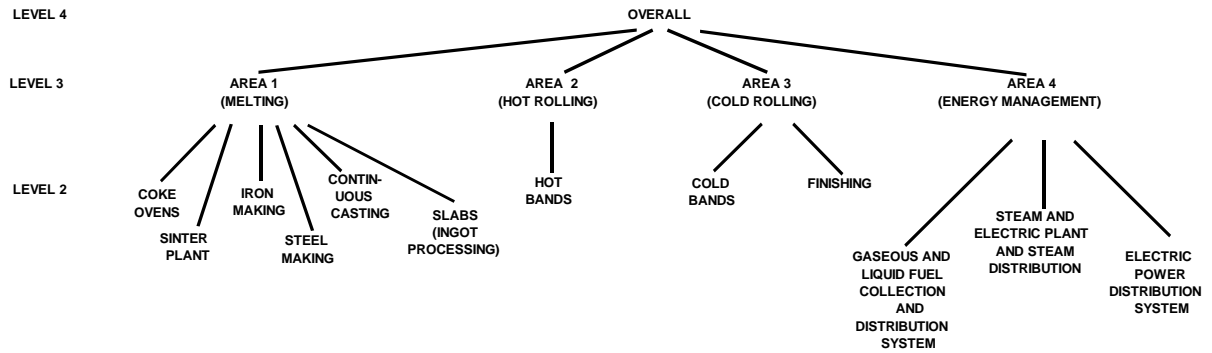 LEVEL 4
OVERALL
LEVEL 3
AREA 1
(MELTING)
AREA 2
(HOT ROLLING)
AREA 3
(COLD ROLLING)
AREA 4
(ENERGY MANAGEMENT)
LEVEL 2
COKE
OVENS
SINTER
PLANT
IRON
MAKING
STEEL
MAKING
CONTIN-
UOUS
CASTING
SLABS
(INGOT
PROCESSING)
HOT
BANDS
COLD
BANDS
FINISHING
GASEOUS AND
LIQUID FUEL
COLLECTION
AND
DISTRIBUTION
SYSTEM
STEAM AND
ELECTRIC PLANT
AND STEAM
DISTRIBUTION
ELECTRIC
POWER
DISTRIBUTION
SYSTEM